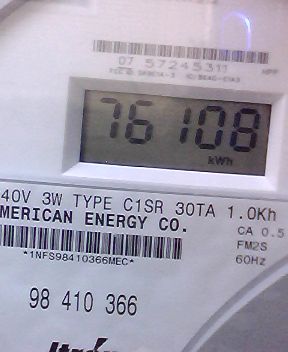 07 57245311
76108
kWh
40V 3W TYPE C1SR 30TA 1.0Kh
MERICAN ENERGY CO.
CA 0.5
FM2S
*1NFS98410366MEC*
60Hz
98 410 366
Itrón